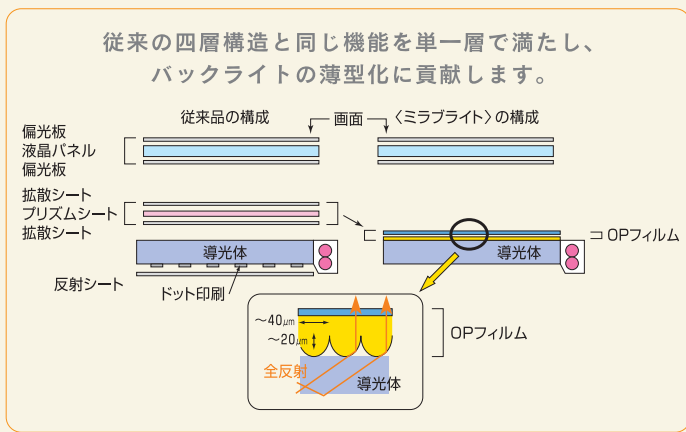 従来の四層構造と同じ機能を単一層で満たし、
バックライトの薄型化に貢献します。
従来品の構成
画面
〈ミラブライト〉の構成
偏光板
液晶パネル
偏光板
拡散シート
プリズムシート
拡散シート
導光体
反射シート
ドット印刷
OPフィルム
導光体
～40μm
～20μm
全反射
導光体
OPフィルム